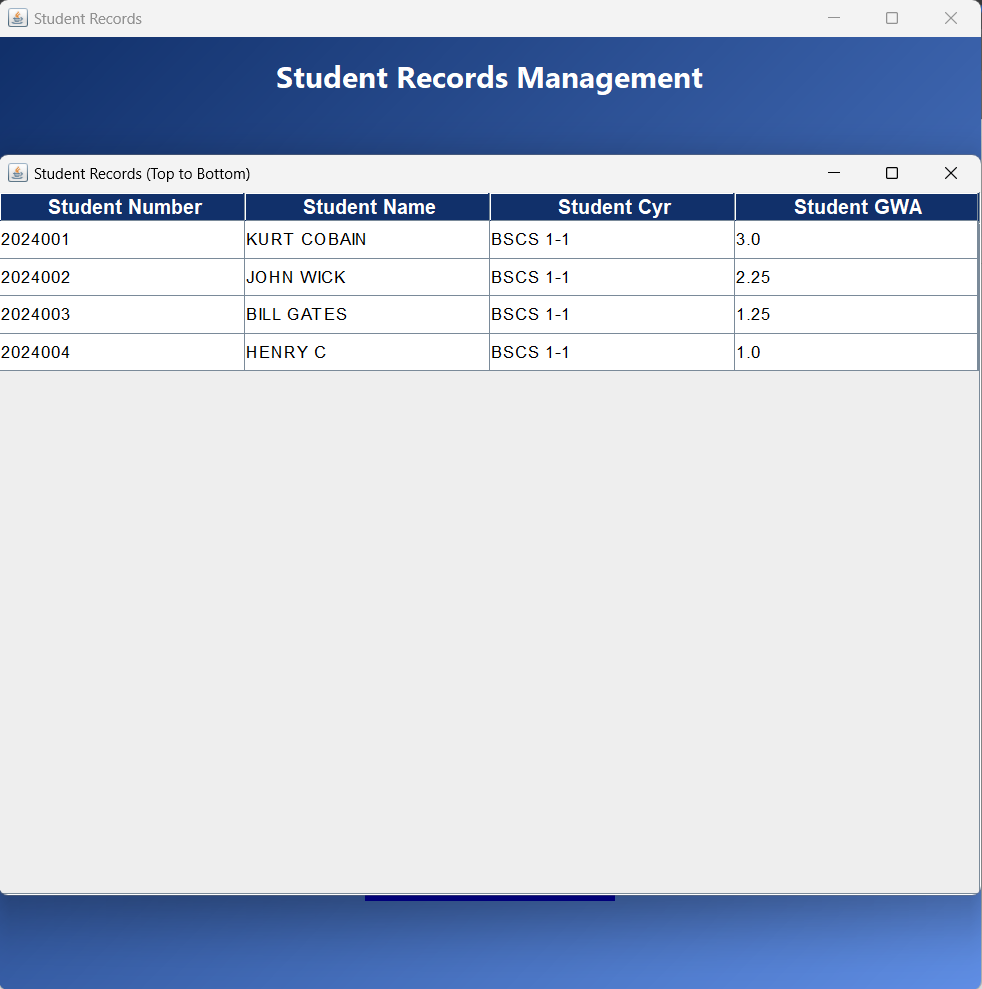 Student Records
Student Records Management
Student Records (Top to Bottom)
Student Number Student Name Student Cyr Student GWA
2024001 KURT COBAIN BSCS 1-1 3.0
2024002 JOHN WICK BSCS 1-1 2.25
2024003 BILL GATES BSCS 1-1 1.25
2024004 HENRY C BSCS 1-1 1.0